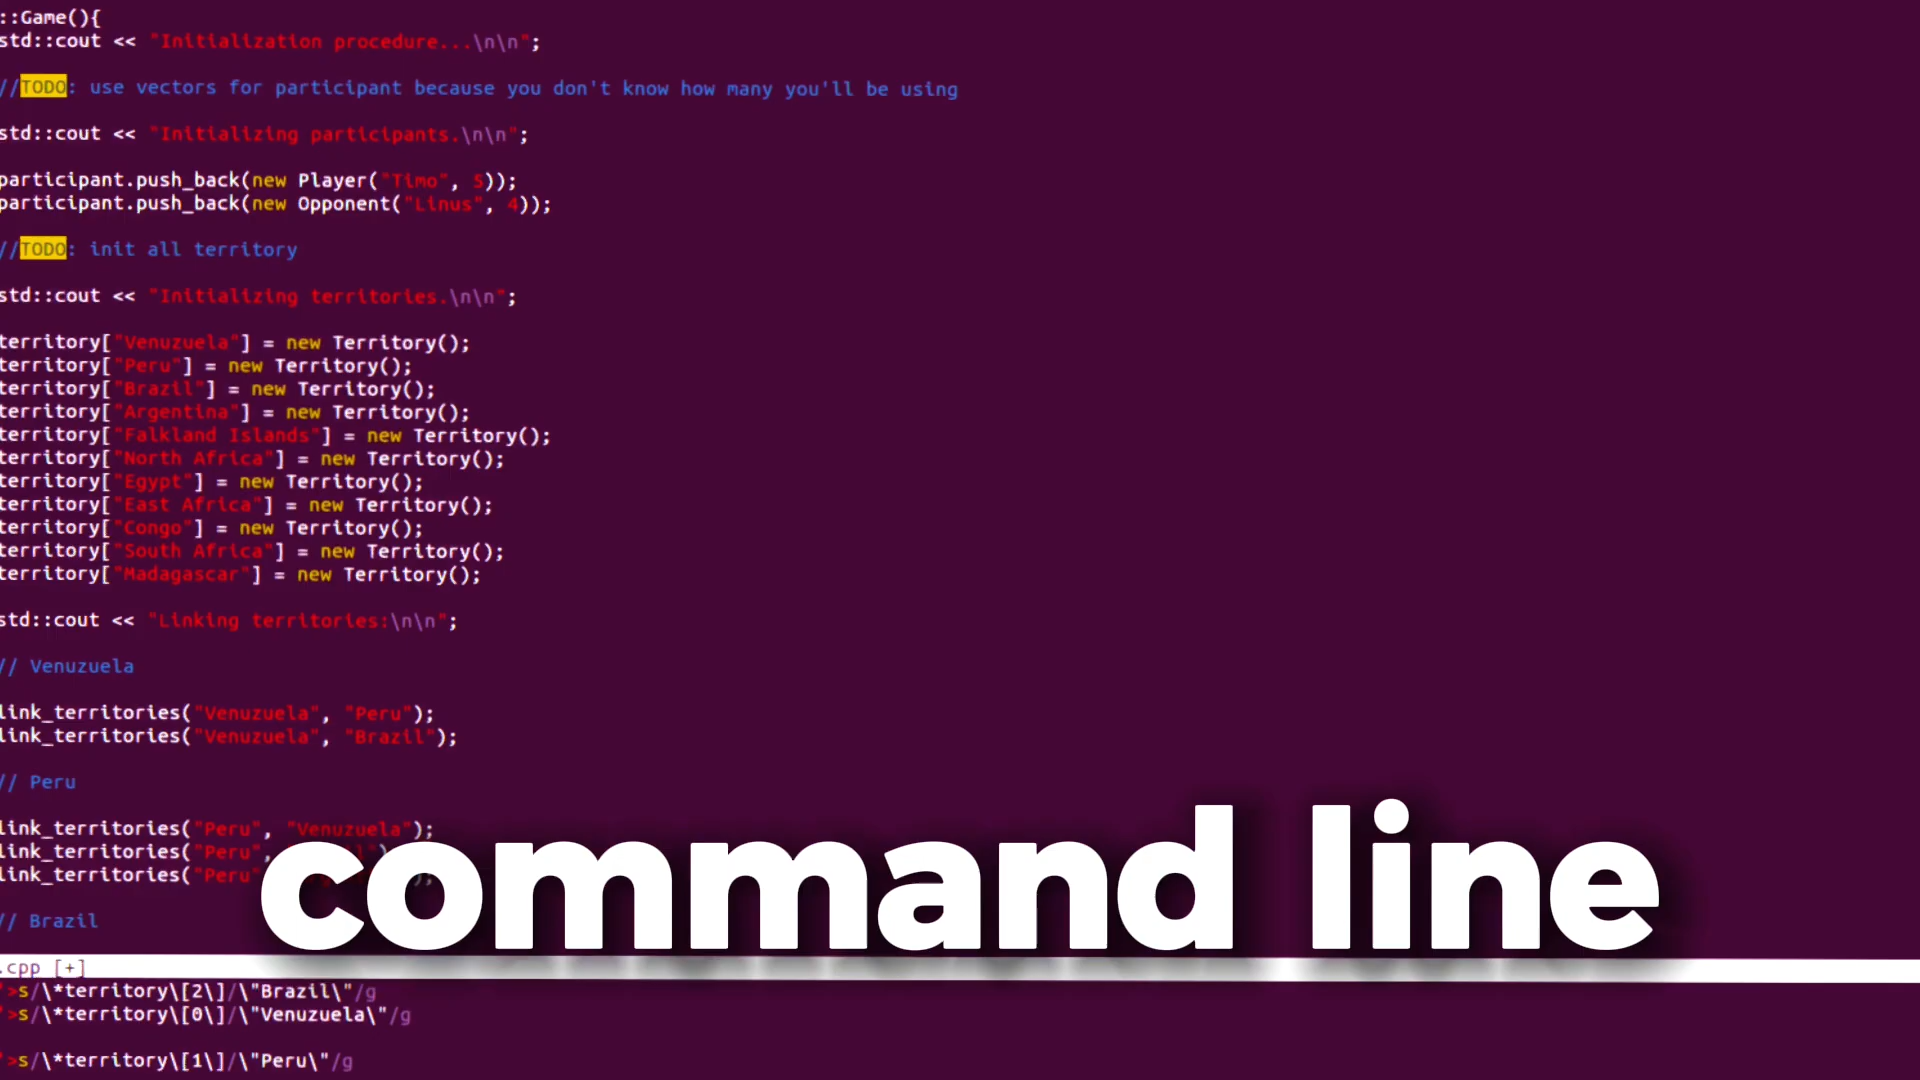 ::Game(){
std::cout << "Initialization procedure...\n\n";
//TODO: use vectors for participant because you don't know how many you'll be using
std::cout << "Initializing participants.\n\n";
participant.push_back(new Player("Timo", 5));
participant.push_back(new Opponent("Linus", 4));
//TODO: init all territory
std::cout << "Initializing territories.\n\n";
territory["Venuzuela"] = new Territory();
territory["Peru"] = new Territory();
territory["Brazil"] = new Territory();
territory["Argentina"] = new Territory();
territory["Falkland Islands"] = new Territory();
territory["North Africa"] = new Territory();
territory["Egypt"] = new Territory();
territory["East Africa"] = new Territory();
territory["Congo"] = new Territory();
territory["South Africa"] = new Territory();
territory["Madagascar"] = new Territory();
std::cout << "Linking territories:\n\n";
// Venuzuela
link_territories("Venuzuela", "Peru");
link_territories("Venuzuela", "Brazil");
// Peru
link_territories("Peru", "Venuzuela");
link_territories("Peru",
link_territories("Peru"
// Brazil
command line
.cpp [+]
'>s/\*territory\[2\]/\"Brazil\"/g
'>s/\*territory\[0\]/\"Venuzuela\"/g
'>s/\*territory\[1\]/\"Peru\"/g